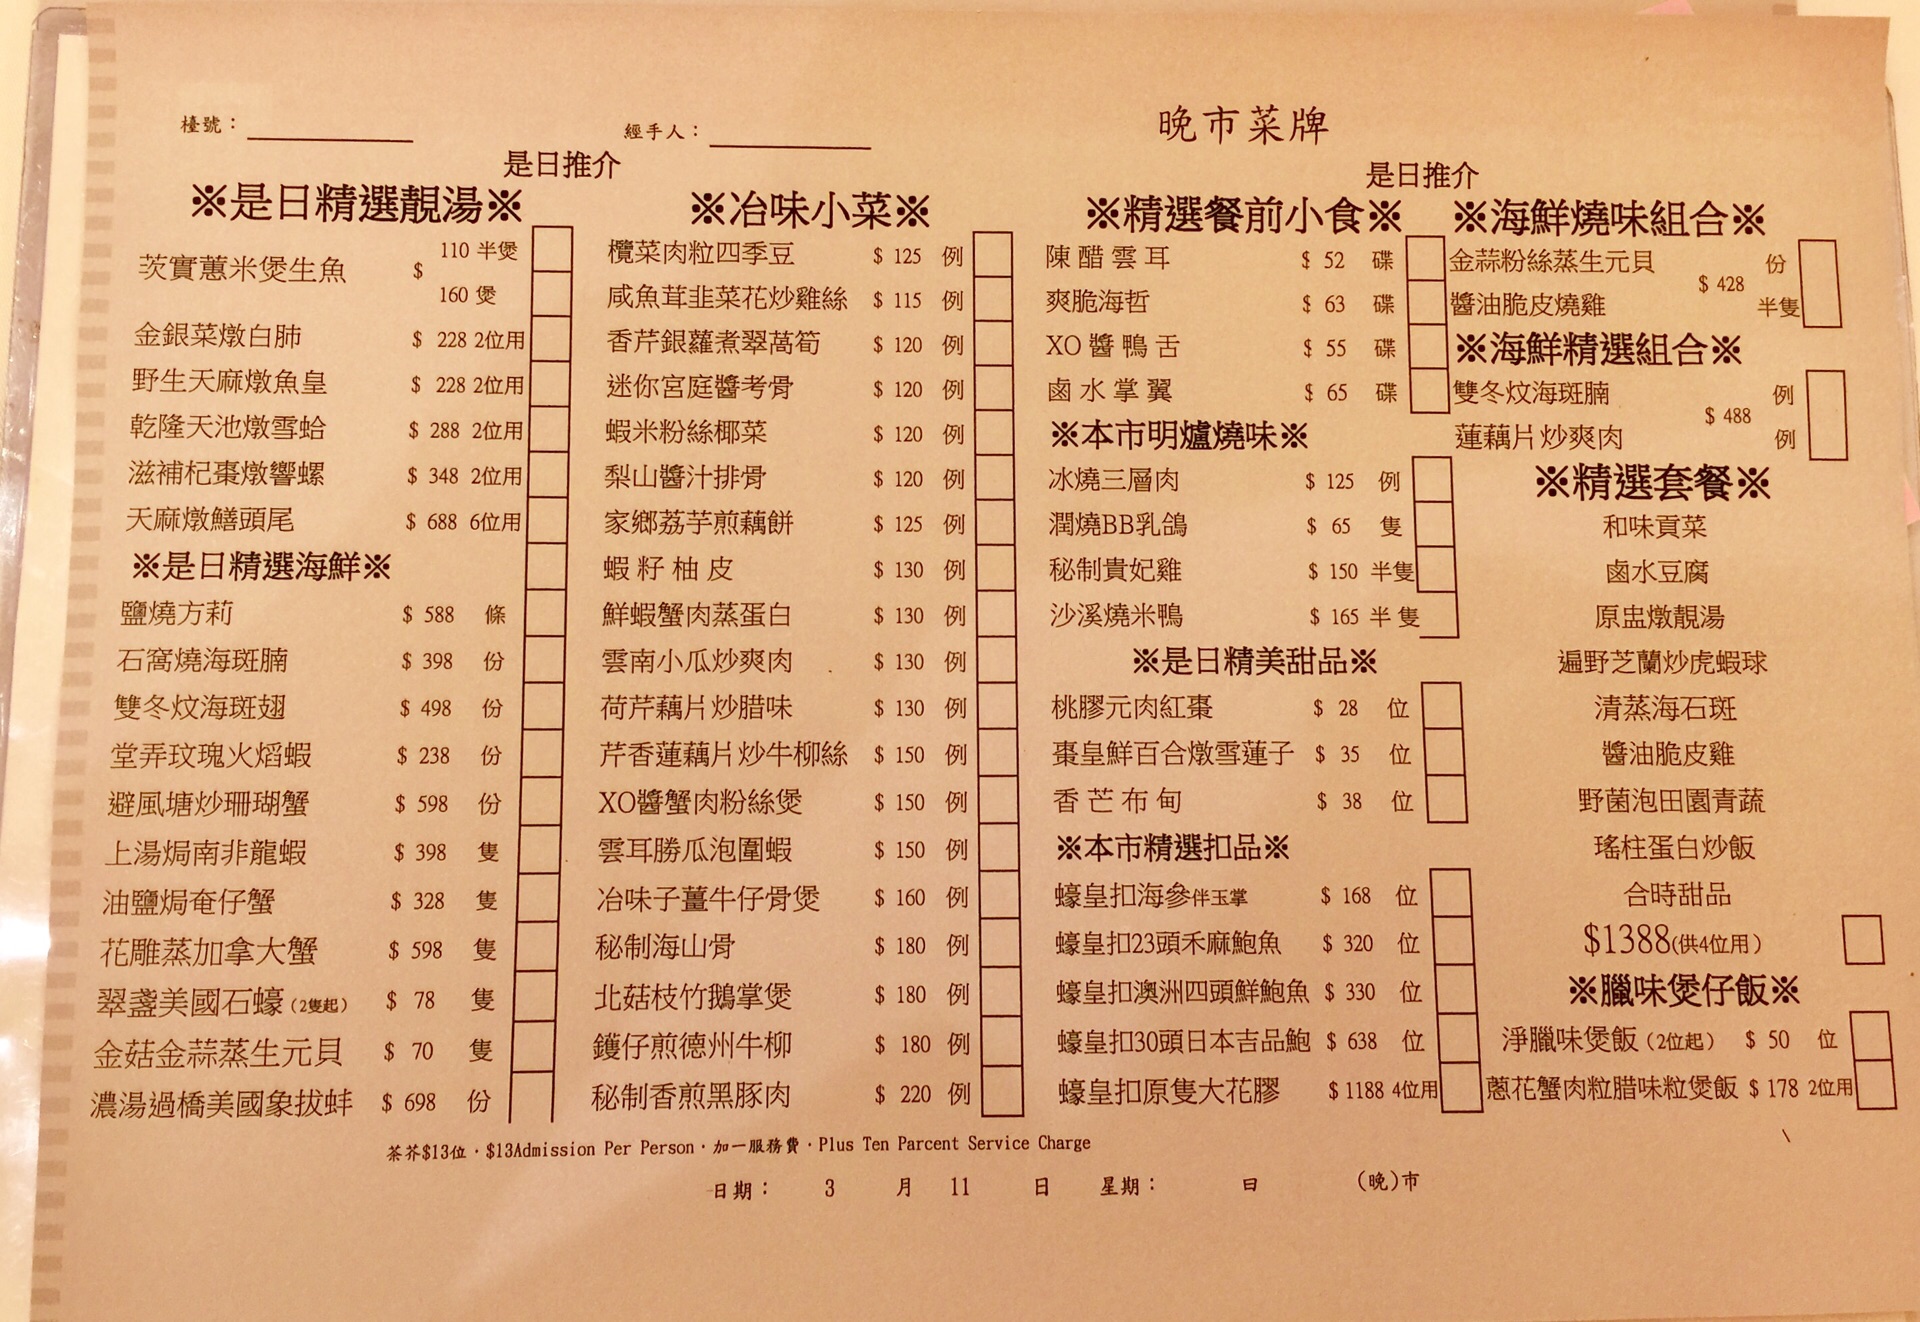 檯號：
經手人：
晚市菜牌
是日推介
是日推介
※是日精選靚湯※
茨實薏米煲生魚 $ 110 半煲
160 煲
金銀菜燉白肺 $ 228 2位用
野生天麻燉魚皇 $ 228 2位用
乾隆天池燉雪蛤 $ 288 2位用
滋補杞棗燉響螺 $ 348 2位用
天麻燉鱔頭尾 $ 688 6位用
※是日精選海鮮※
鹽燒方莉 $ 588 條
石窩燒海斑腩 $ 398 份
雙冬炆海斑翅 $ 498 份
堂弄玟瑰火熖蝦 $ 238 份
避風塘炒珊瑚蟹 $ 598 份
上湯焗南非龍蝦 $ 398 隻
油鹽焗奄仔蟹 $ 328 隻
花雕蒸加拿大蟹 $ 598 隻
翠盞美國石蠔（2隻起） $ 78 隻
金菇金蒜蒸生元貝 $ 70 隻
濃湯過橋美國象拔蚌 $ 698 份
※冶味小菜※
欖菜肉粒四季豆 $ 125 例
咸魚茸韭菜花炒雞絲 $ 115 例
香芹銀蘿煮翠萵筍 $ 120 例
迷你宮庭醬考骨 $ 120 例
蝦米粉絲椰菜 $ 120 例
梨山醬汁排骨 $ 120 例
家鄉荔芋煎藕餅 $ 125 例
蝦籽柚皮 $ 130 例
鮮蝦蟹肉蒸蛋白 $ 130 例
雲南小瓜炒爽肉 $ 130 例
荷芹藕片炒腊味 $ 130 例
芹香蓮藕片炒牛柳絲 $ 150 例
XO醬蟹肉粉絲煲 $ 150 例
雲耳勝瓜泡圍蝦 $ 150 例
冶味子薑牛仔骨煲 $ 160 例
秘制海山骨 $ 180 例
北菇枝竹鵝掌煲 $ 180 例
鑊仔煎德州牛柳 $ 180 例
秘制香煎黑豚肉 $ 220 例
※精選餐前小食※
陳醋雲耳 $ 52 碟
爽脆海哲 $ 63 碟
XO醬鴨舌 $ 55 碟
鹵水掌翼 $ 65 碟
※本市明爐燒味※
冰燒三層肉 $ 125 例
潤燒BB乳鴿 $ 65 隻
秘制貴妃雞 $ 150 半隻
沙溪燒米鴨 $ 165 半隻
※是日精美甜品※
桃膠元肉紅棗 $ 28 位
棗皇鮮百合燉雪蓮子 $ 35 位
香芒布甸 $ 38 位
※本市精選扣品※
蠔皇扣海參伴玉掌 $ 168 位
蠔皇扣23頭禾麻鮑魚 $ 320 位
蠔皇扣澳洲四頭鮮鮑魚 $ 330 位
蠔皇扣30頭日本吉品鮑 $ 638 位
蠔皇扣原隻大花膠 $ 1188 4位用
※海鮮燒味組合※
金蒜粉絲蒸生元貝 份
$ 428
醬油脆皮燒雞 半隻
※海鮮精選組合※
雙冬炆海斑腩 例
$ 488
蓮藕片炒爽肉 例
※精選套餐※
和味貢菜
鹵水豆腐
原盅燉靚湯
遍野芝蘭炒虎蝦球
清蒸海石斑
醬油脆皮雞
野菌泡田園青蔬
瑤柱蛋白炒飯
合時甜品
$1388(供4位用）
※臘味煲仔飯※
淨臘味煲飯（2位起） $ 50 位
蔥花蟹肉粒腊味粒煲飯 $ 178 2位用
茶芥$13位・$13Admission Per Person・加一服務費・Plus Ten Parcent Service Charge
日期： 3 月 11 日 星期： 日 (晚)市